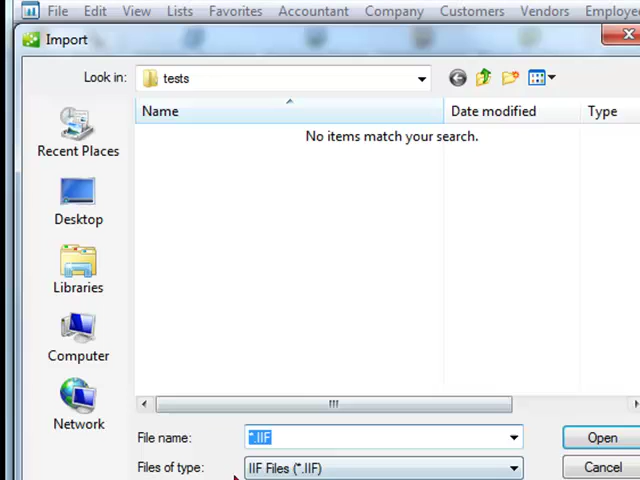 File Edit View Lists Favorites Accountant Company Customers Vendors Employee
Import
Look in: tests
Name Date modified Type
No items match your search.
Recent Places
Desktop
Libraries
Computer
Network
File name: *.IIF Open
Files of type: IIF Files (*.IIF) Cancel